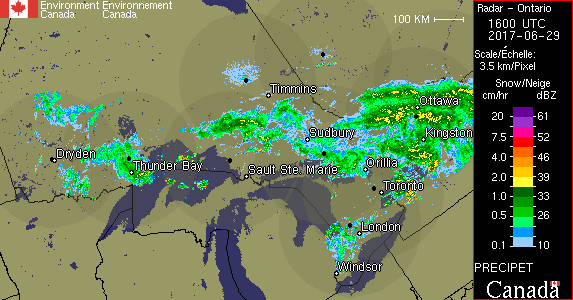 Environment Environnement
Canada Canada
100 KM
Timmins
Ottawa
Sudbury
Kingston
Dryden
Thunder Bay
Sault Ste. Marie
Orillia
Toronto
London
Windsor
Radar - Ontario
1600 UTC
2017-06-29
Scale/Échelle:
3.5 km/Pixel
Snow/Neige
cm/hr dBZ
20 61
10 57
7.5 52
4.0 46
2.0 39
1.0 33
0.5 26
0.1 10
PRECIPET
Canada